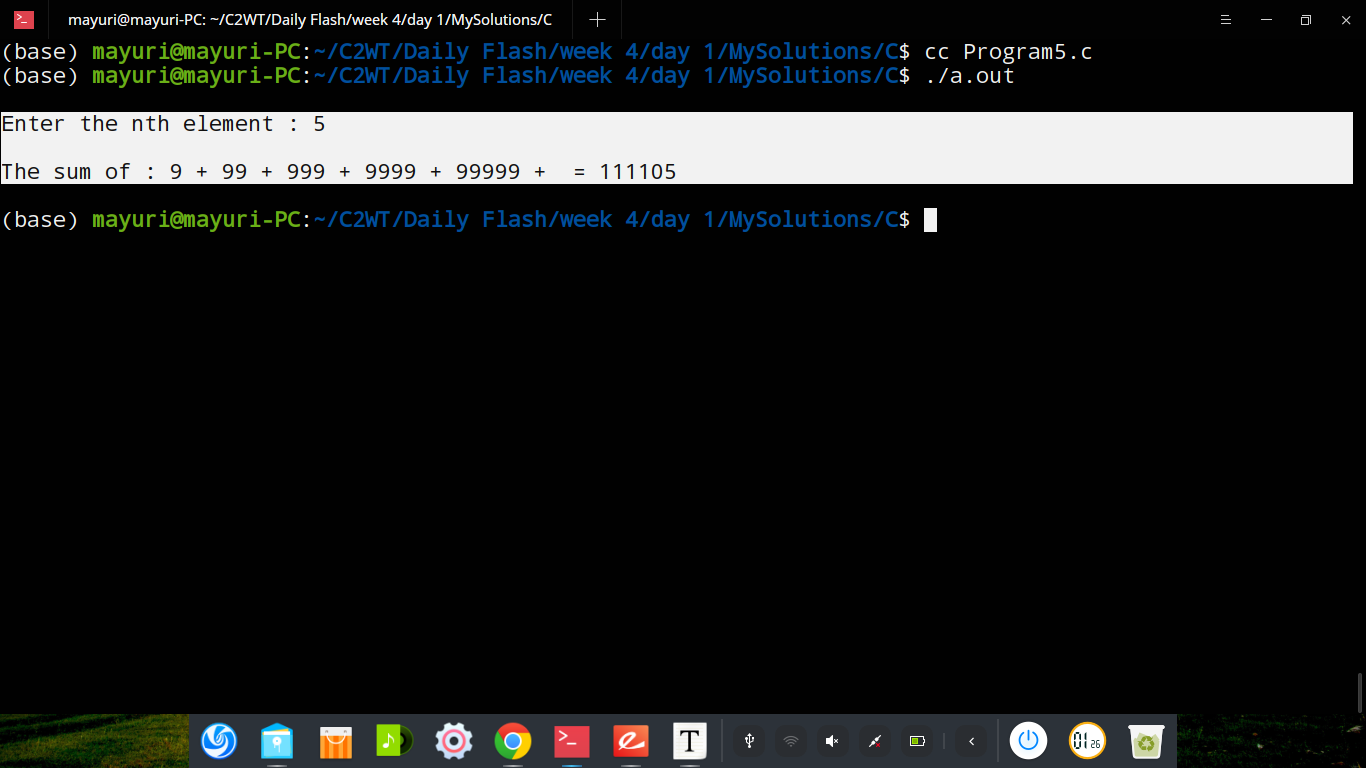 mayuri@mayuri-PC: ~/C2WT/Daily Flash/week 4/day 1/MySolutions/C
(base) mayuri@mayuri-PC:~/C2WT/Daily Flash/week 4/day 1/MySolutions/C$ cc Program5.c
(base) mayuri@mayuri-PC:~/C2WT/Daily Flash/week 4/day 1/MySolutions/C$ ./a.out
Enter the nth element : 5
The sum of : 9 + 99 + 999 + 9999 + 99999 +  = 111105
(base) mayuri@mayuri-PC:~/C2WT/Daily Flash/week 4/day 1/MySolutions/C$
T
01 26